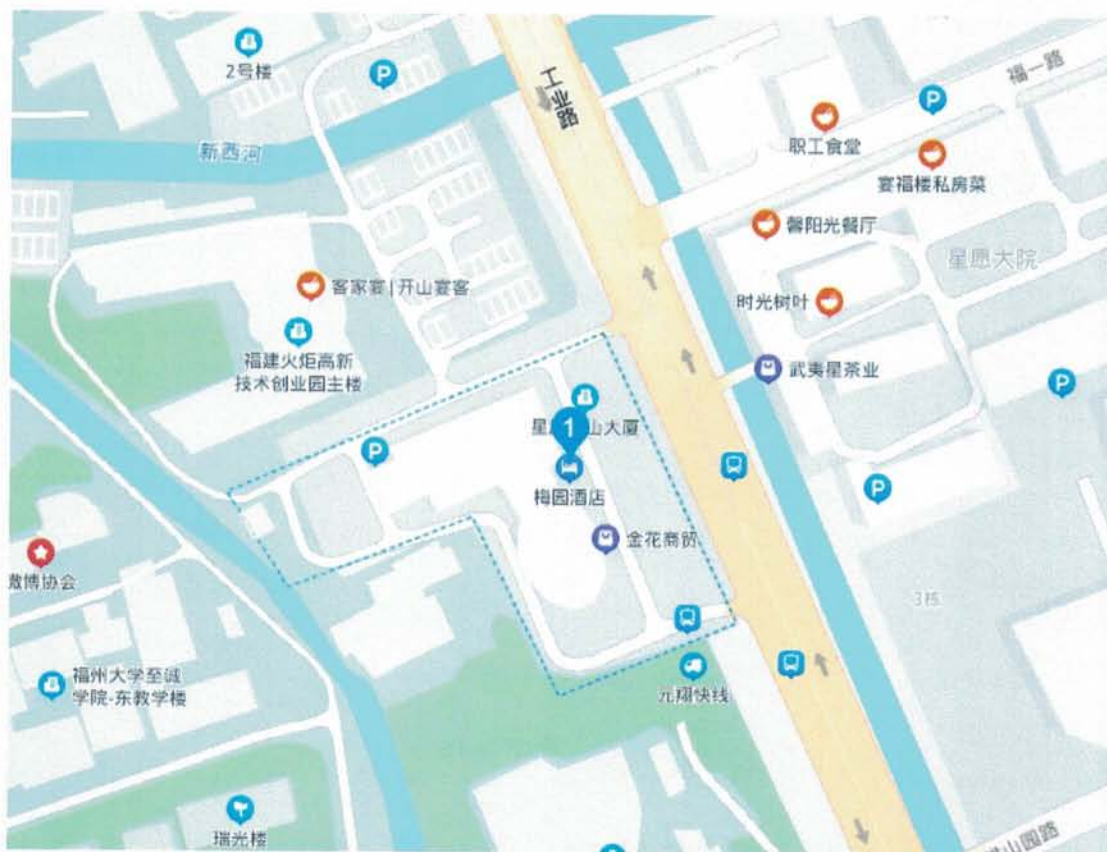 2号楼
P
工业路
新西河
福一路
P
职工食堂
宴福楼私房菜
馨阳光餐厅
星愿大院
客家宴|开山宴客
时光树叶
福建火炬高新
技术创业园主楼
武夷星茶业
P
星
山大厦
1
P
梅园酒店
P
金花商贸
协会
3栋
福州大学至诚
学院-东教学楼
元翔快线
瑞光楼
山园路